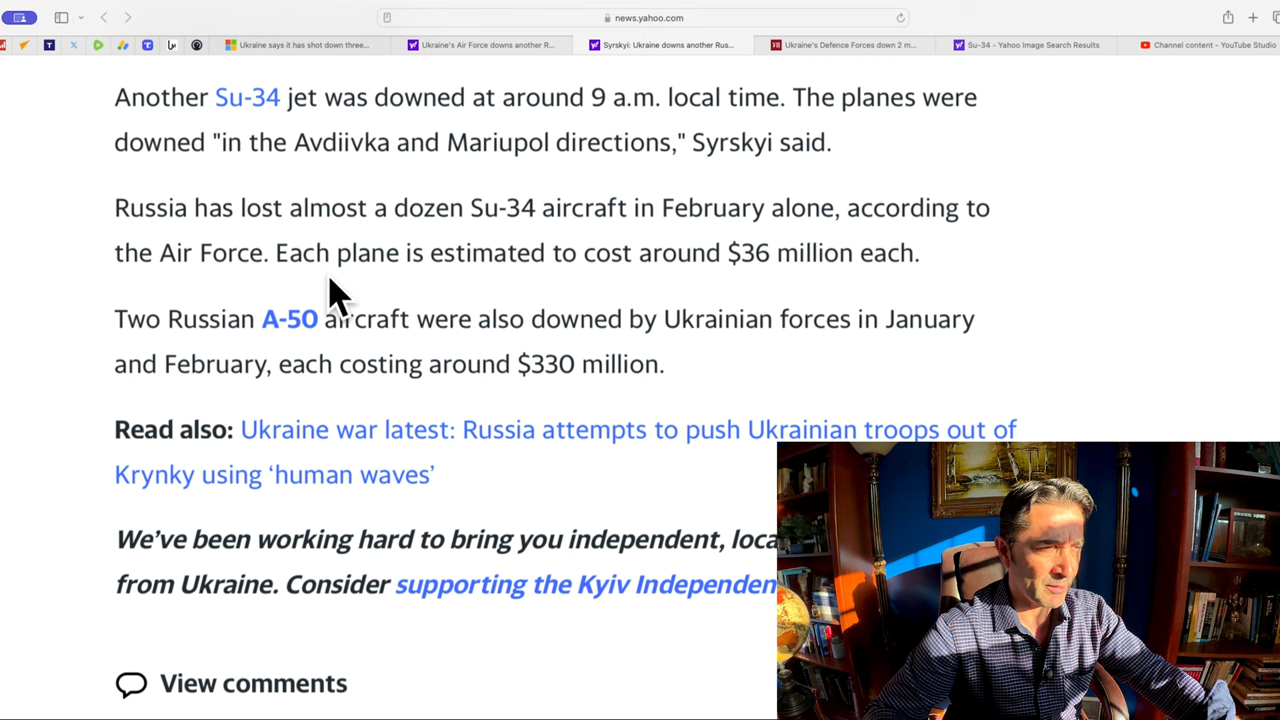 news.yahoo.com
Ukraine says it has shot down three...
Ukraine's Air Force downs another R...
Syrskyi: Ukraine downs another Rus...
Ukraine's Defence Forces down 2 m...
Su-34 - Yahoo Image Search Results
Channel content - YouTube Studio
Another Su-34 jet was downed at around 9 a.m. local time. The planes were
downed "in the Avdiivka and Mariupol directions," Syrskyi said.
Russia has lost almost a dozen Su-34 aircraft in February alone, according to
the Air Force. Each plane is estimated to cost around $36 million each.
Two Russian A-50 aircraft were also downed by Ukrainian forces in January
and February, each costing around $330 million.
Read also: Ukraine war latest: Russia attempts to push Ukrainian troops out of
Krynky using ‘human waves’
We’ve been working hard to bring you independent, loca
from Ukraine. Consider supporting the Kyiv Independen
View comments